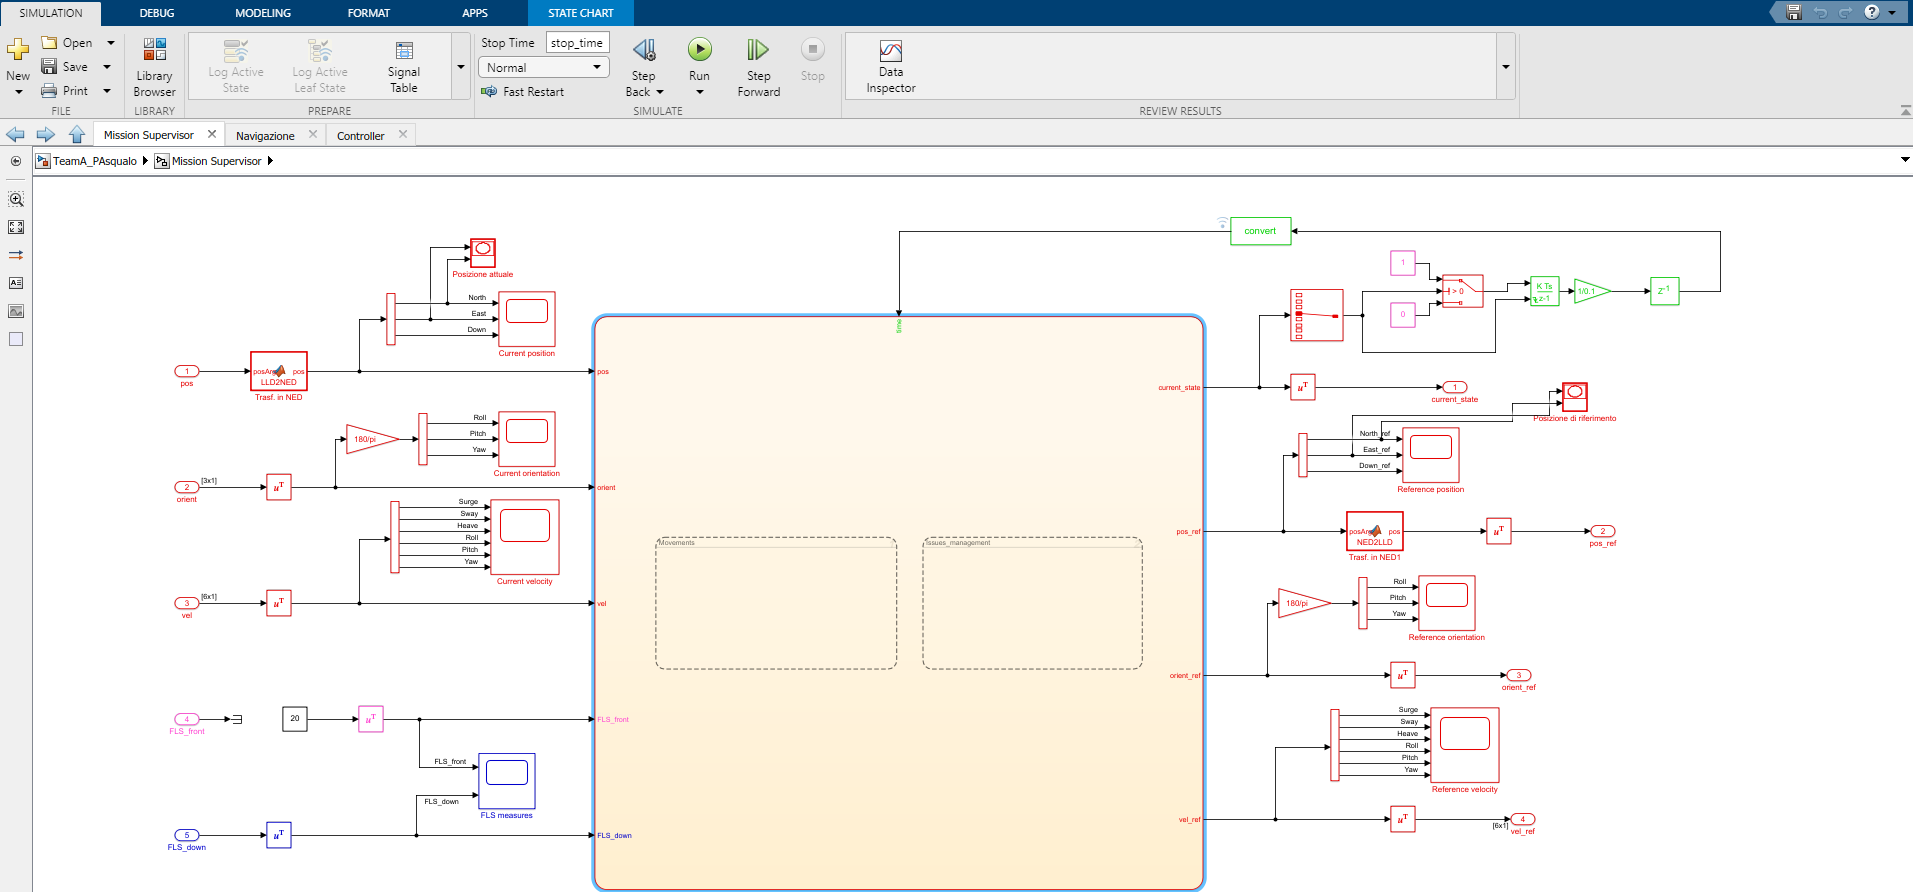 SIMULATION DEBUG MODELING FORMAT APPS STATE CHART
New
Open
Save
Print
FILE
Library
Browser
LIBRARY
Log Active
State
Log Active
Leaf State
Signal
Table
PREPARE
Stop Time stop_time
Normal
Fast Restart
Step
Back
Run
Step
Forward
Stop
SIMULATE
Data
Inspector
REVIEW RESULTS
Mission Supervisor Navigazione Controller
TeamA_PAsqualo Mission Supervisor
convert
time
Posizione attuale
North
East
Down
Current position
1
pos
pos
LLD2NED
Trasf. in NED
pos
180/pi
Roll
Pitch
Yaw
Current orientation
2
orient
[3x1]
uT
orient
Surge
Sway
Heave
Roll
Pitch
Yaw
Current velocity
3
vel
[6x1]
uT
vel
4
FLS_front
20
uT
FLS_front
FLS_front
FLS_down
FLS measures
5
FLS_down
uT
FLS_down
Movements
Issues_management
1
0
> 0
K Ts
z-1
1/0.1
Z-1
current_state
uT
1
current_state
Posizione di riferimento
North_ref
East_ref
Down_ref
Reference position
pos_ref
pos
NED2LLD
Trasf. in NED1
uT
2
pos_ref
180/pi
Roll
Pitch
Yaw
Reference orientation
orient_ref
uT
3
orient_ref
Surge
Sway
Heave
Roll
Pitch
Yaw
Reference velocity
vel_ref
uT
[6x1]
4
vel_ref